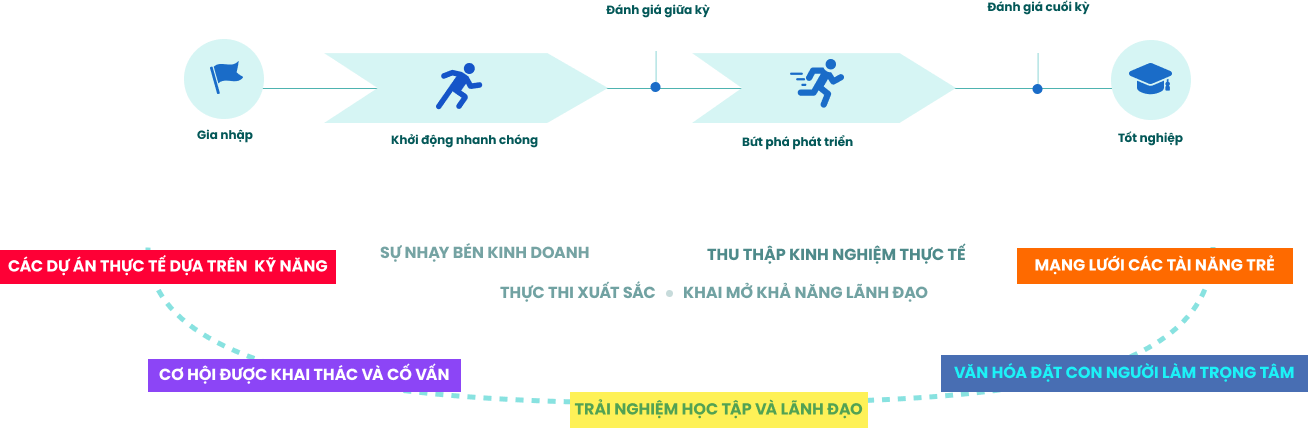 Đánh giá giữa kỳ
Đánh giá cuối kỳ
Gia nhập
Khởi động nhanh chóng
Bứt phá phát triển
Tốt nghiệp
SỰ NHẠY BÉN KINH DOANH
THU THẬP KINH NGHIỆM THỰC TẾ
CÁC DỰ ÁN THỰC TẾ DỰA TRÊN KỸ NĂNG
MẠNG LƯỚI CÁC TÀI NĂNG TRẺ
THỰC THI XUẤT SẮC • KHAI MỞ KHẢ NĂNG LÃNH ĐẠO
CƠ HỘI ĐƯỢC KHAI THÁC VÀ CỐ VẤN
VĂN HÓA ĐẶT CON NGƯỜI LÀM TRỌNG TÂM
TRẢI NGHIỆM HỌC TẬP VÀ LÃNH ĐẠO